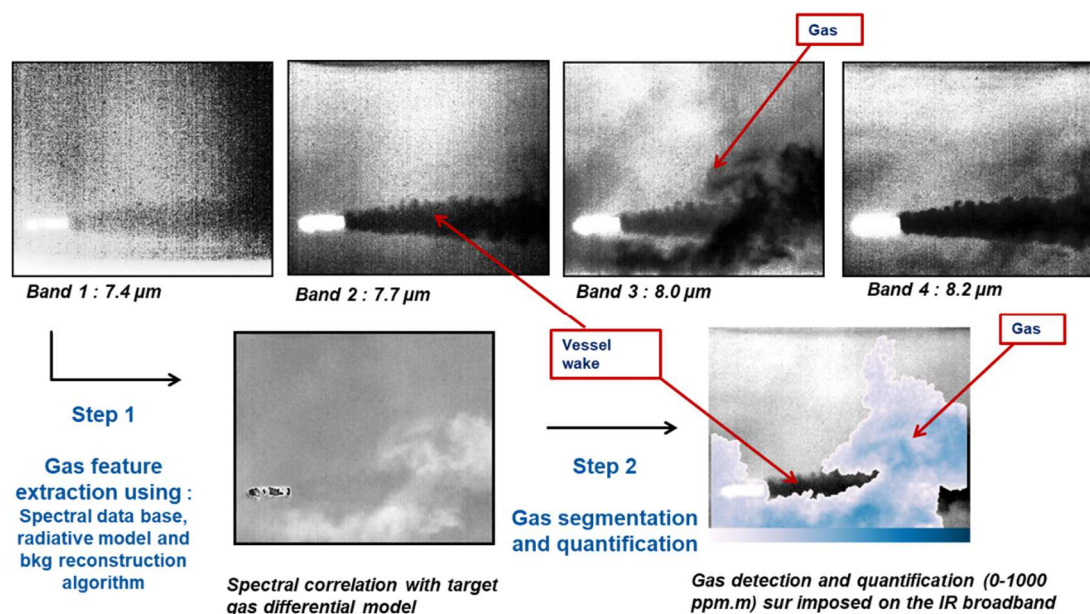 Gas
Band 1 : 7.4 µm
Band 2 : 7.7 µm
Band 3 : 8.0 µm
Band 4 : 8.2 µm
Vessel
wake
Gas
Step 1
Gas feature
extraction using :
Spectral data base,
radiative model and
bkg reconstruction
algorithm
Step 2
Gas segmentation
and quantification
Spectral correlation with target
gas differential model
Gas detection and quantification (0-1000
ppm.m) sur imposed on the IR broadband